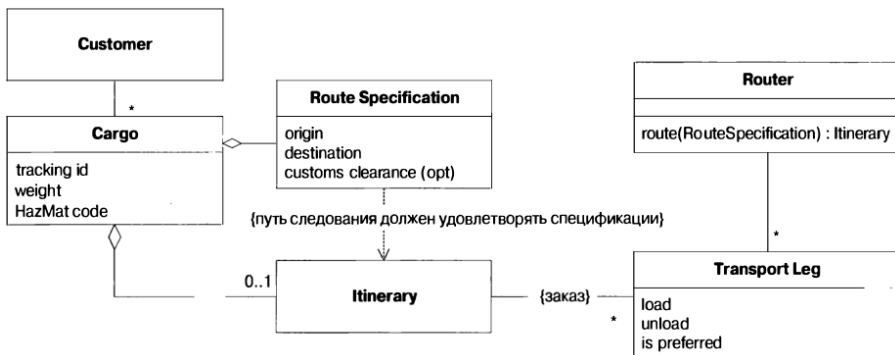 Customer
*
Cargo
tracking id
weight
HazMat code
Route Specification
origin
destination
customs clearance (opt)
Router
route(RouteSpecification) : Itinerary
{путь следования должен удовлетворять спецификации}
*
0..1
Itinerary
{заказ}
*
Transport Leg
load
unload
is preferred